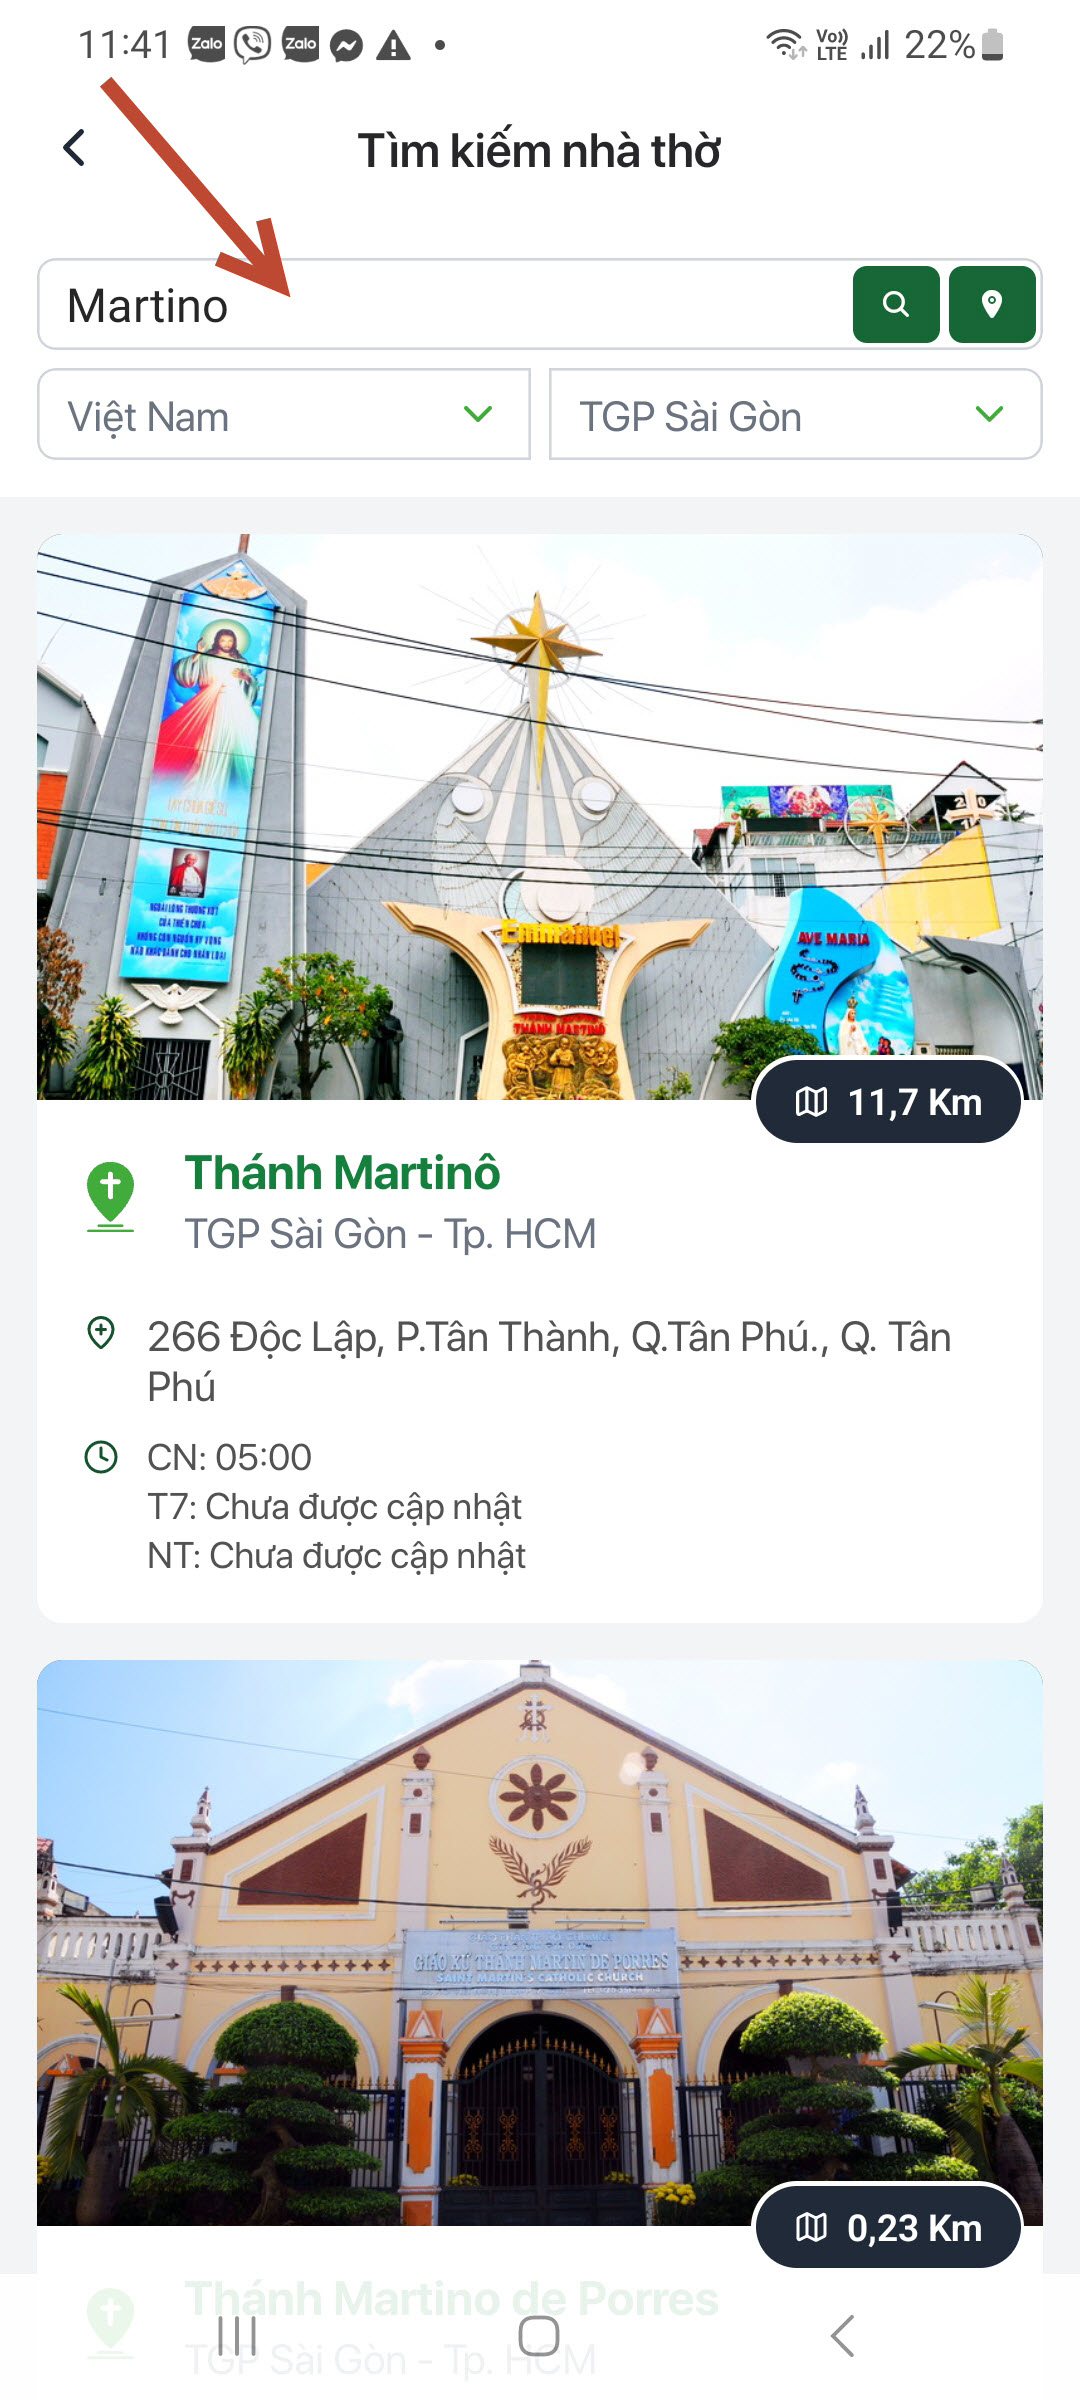 11:41 Zalo Zalo Vo)) LTE 22%
Tìm kiếm nhà thờ
Martino
Việt Nam TGP Sài Gòn
Emmanuel
AVE MARIA
THÁNH MARTINO
11,7 Km
Thánh Martinô
TGP Sài Gòn - Tp. HCM
266 Độc Lập, P.Tân Thành, Q.Tân Phú., Q. Tân
Phú
CN: 05:00
T7: Chưa được cập nhật
NT: Chưa được cập nhật
GIÁO XỨ THÁNH MARTIN DE PORRES
SAINT MARTIN'S CATHOLIC CHURCH
0,23 Km
Thánh Martino de Porres
TGP Sài Gòn - Tp. HCM